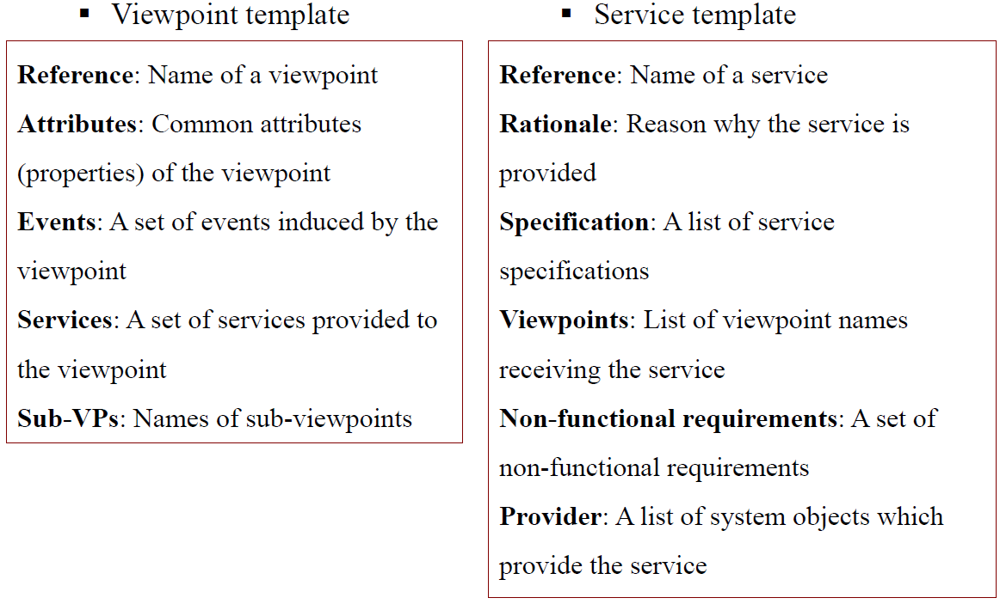 ▪ Viewpoint template
Reference: Name of a viewpoint
Attributes: Common attributes
(properties) of the viewpoint
Events: A set of events induced by the
viewpoint
Services: A set of services provided to
the viewpoint
Sub-VPs: Names of sub-viewpoints
▪ Service template
Reference: Name of a service
Rationale: Reason why the service is
provided
Specification: A list of service
specifications
Viewpoints: List of viewpoint names
receiving the service
Non-functional requirements: A set of
non-functional requirements
Provider: A list of system objects which
provide the service